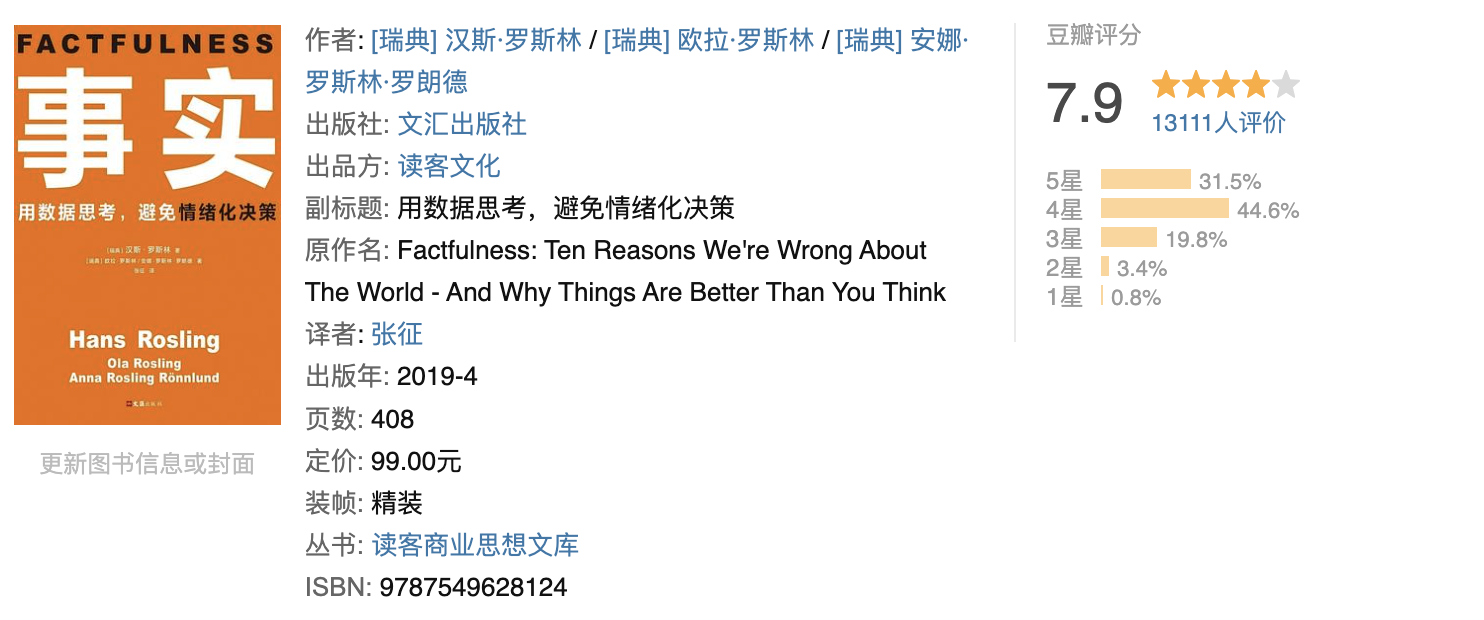 FACTFULNESS
事实
用数据思考，避免情绪化决策
[瑞典] 汉斯·罗斯林 著
[瑞典] 欧拉·罗斯林/安娜·罗斯林·罗朗德 著
张征 译
Hans Rosling
Ola Rosling
Anna Rosling Rönnlund
文汇出版社
更新图书信息或封面
作者: [瑞典] 汉斯·罗斯林 / [瑞典] 欧拉·罗斯林 / [瑞典] 安娜·
罗斯林·罗朗德
出版社: 文汇出版社
出品方: 读客文化
副标题: 用数据思考，避免情绪化决策
原作名: Factfulness: Ten Reasons We're Wrong About
The World - And Why Things Are Better Than You Think
译者: 张征
出版年: 2019-4
页数: 408
定价: 99.00元
装帧: 精装
丛书: 读客商业思想文库
ISBN: 9787549628124
豆瓣评分
7.9
13111人评价
5星 31.5%
4星 44.6%
3星 19.8%
2星 3.4%
1星 0.8%